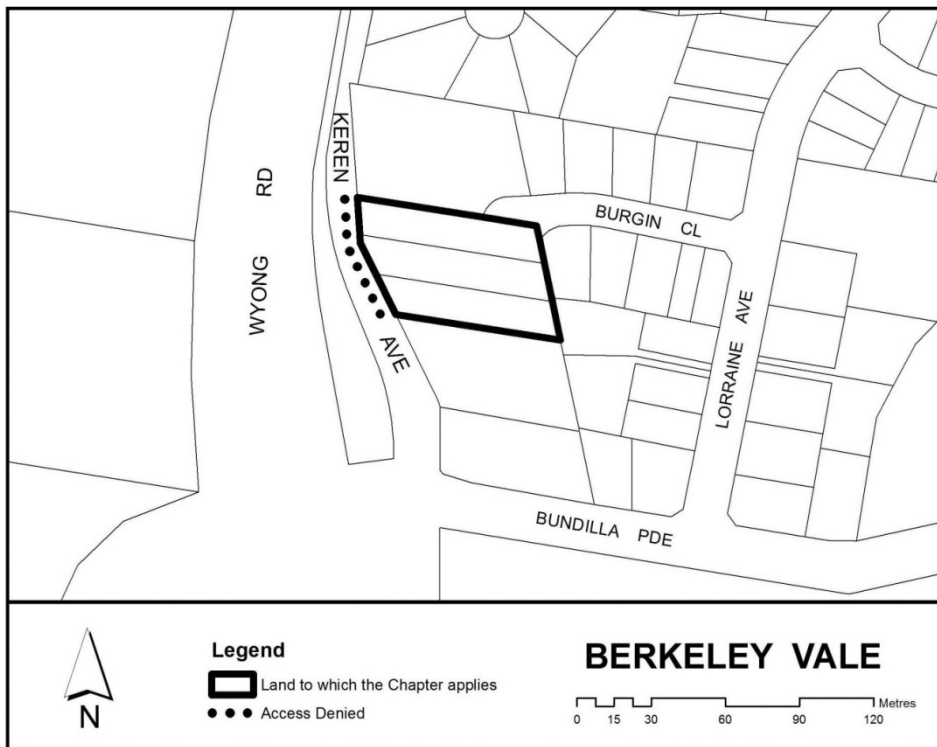 KEREN
AVE
WYONG RD
BURGIN CL
LORRAINE AVE
BUNDILLA PDE
N
Legend
Land to which the Chapter applies
Access Denied
BERKELEY VALE
0 15 30 60 90 120 Metres